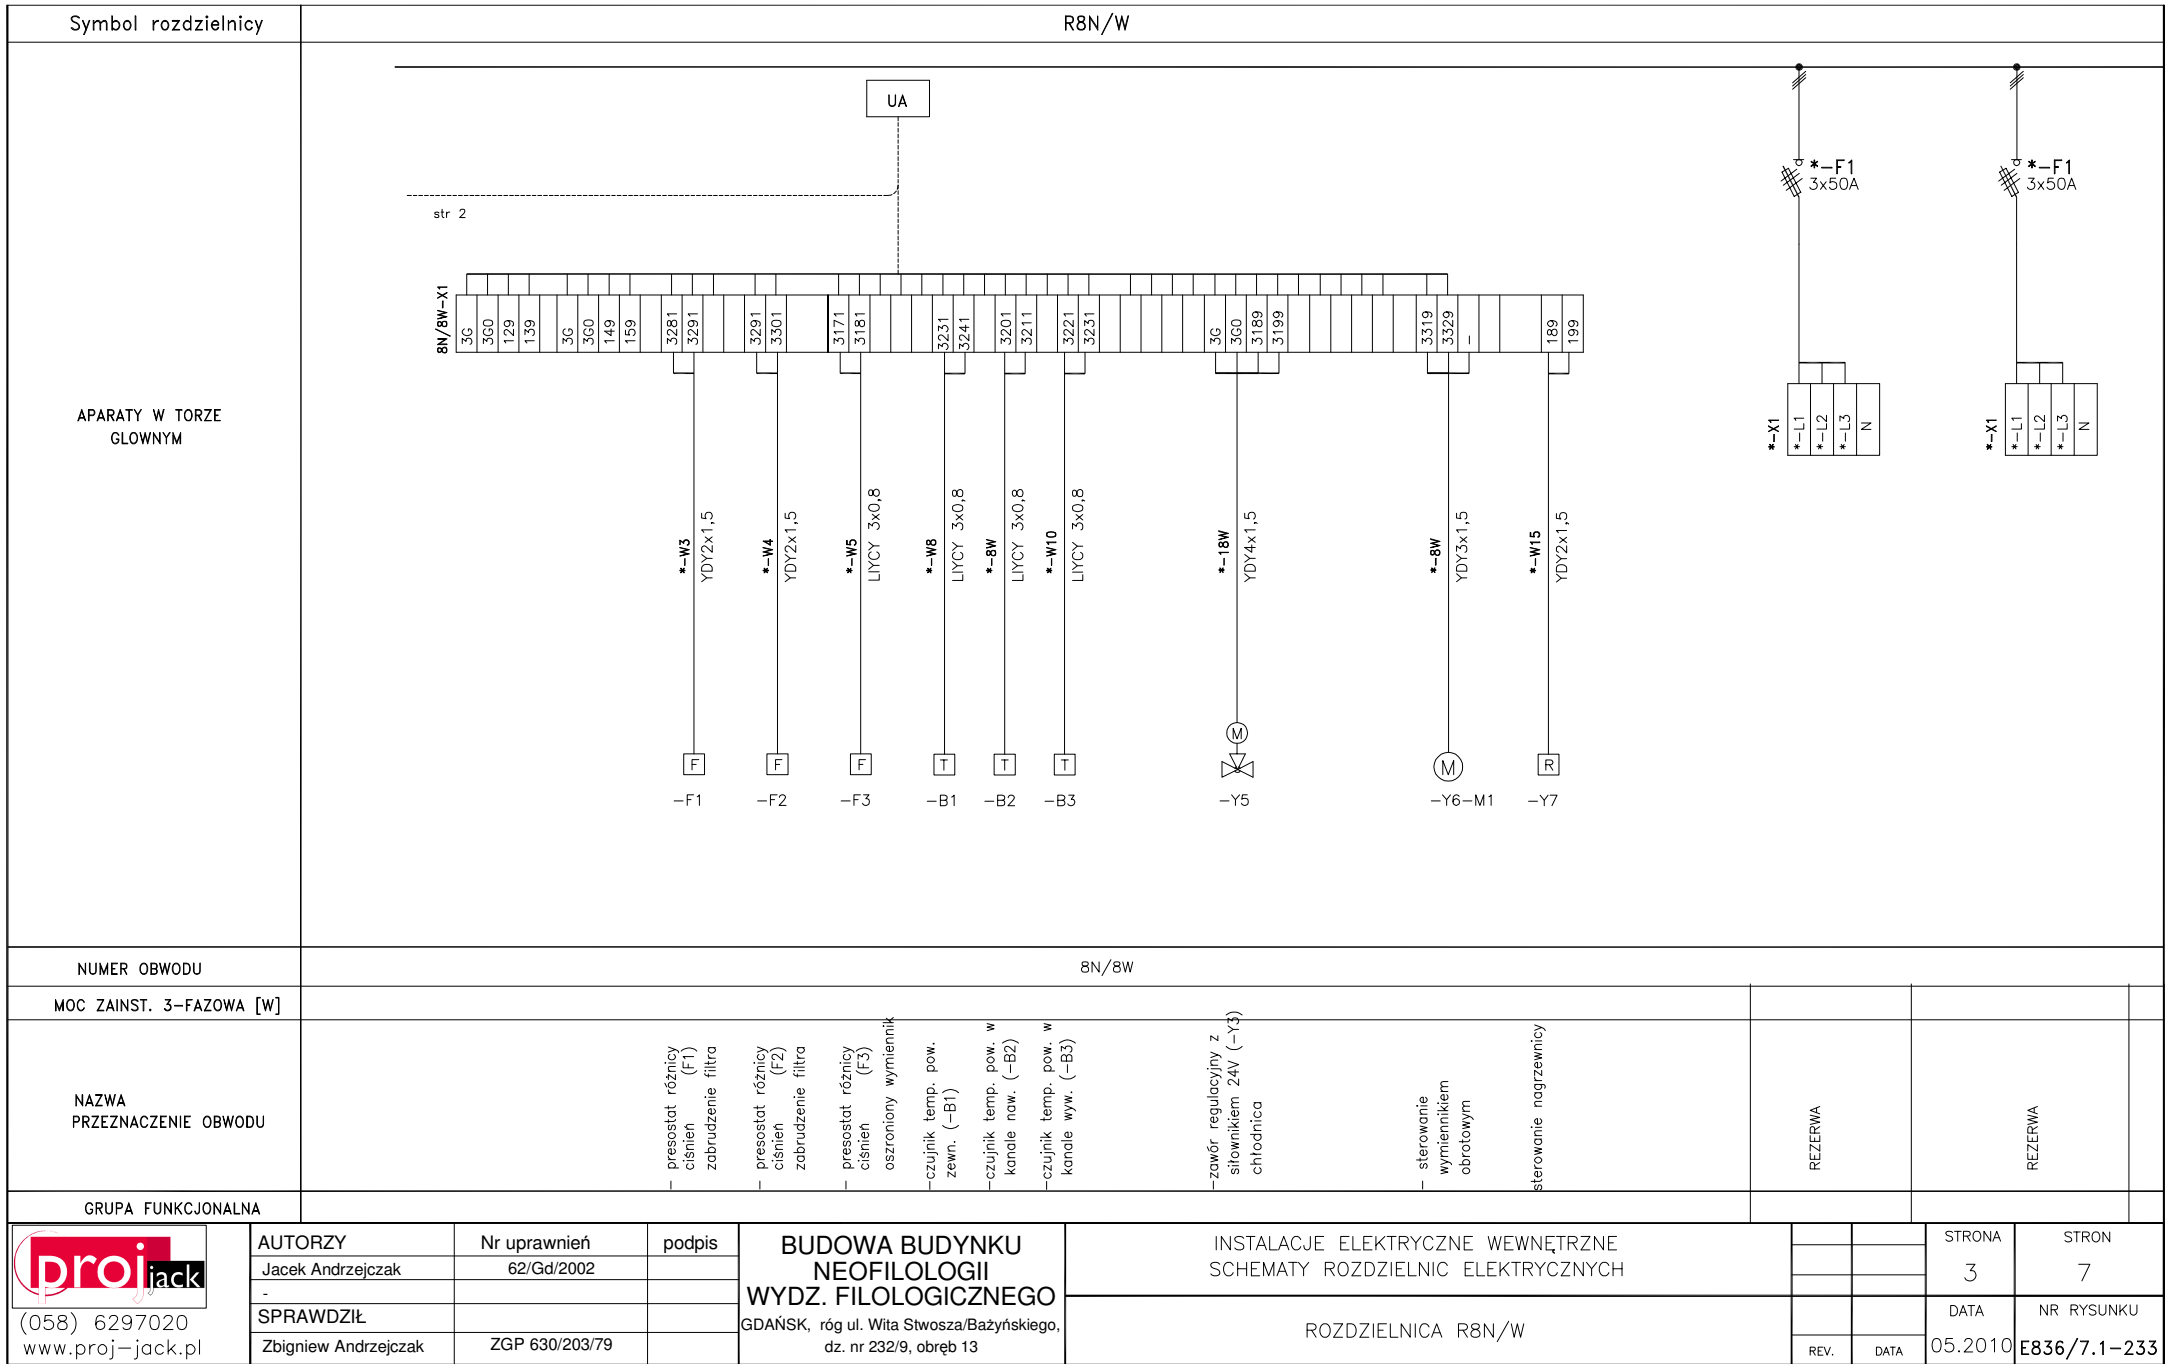 Symbol rozdzielnicy
R8N/W
UA
str 2
*-F1
3x50A
*-F1
3x50A
8N/8W-X1
3G
3G0
129
139
3G
3G0
149
159
3281
3291
3291
3301
3171
3181
3231
3241
3201
3211
3221
3231
3G
3G0
3189
3199
3319
3329
-
189
199
APARATY W TORZE
GLOWNYM
*-X1
*-L1
*-L2
*-L3
N
*-X1
*-L1
*-L2
*-L3
N
*-W3
YDY2x1,5
*-W4
YDY2x1,5
*-W5
LIYCY 3x0,8
*-W8
LIYCY 3x0,8
*-8W
LIYCY 3x0,8
*-W10
LIYCY 3x0,8
*-18W
YDY4x1,5
*-8W
YDY3x1,5
*-W15
YDY2x1,5
F
F
F
T
T
T
M
M
R
-F1
-F2
-F3
-B1
-B2
-B3
-Y5
-Y6-M1
-Y7
NUMER OBWODU
8N/8W
MOC ZAINST. 3-FAZOWA [W]
NAZWA
PRZEZNACZENIE OBWODU
- presostat różnicy
ciśnień (F1)
zabrudzenie filtra
- presostat różnicy
ciśnień (F2)
zabrudzenie filtra
- presostat różnicy
ciśnień (F3)
oszroniony wymiennik
-czujnik temp. pow.
zewn. (-B1)
-czujnik temp. pow. w
kanale naw. (-B2)
-czujnik temp. pow. w
kanale wyw. (-B3)
-zawór regulacyjny z
siłownikiem 24V (-Y3)
chłodnica
- sterowanie
wymiennikiem
obrotowym
sterowanie nagrzewnicy
REZERWA
REZERWA
GRUPA FUNKCJONALNA
proj jack
(058) 6297020
www.proj-jack.pl
AUTORZY
Nr uprawnień
podpis
Jacek Andrzejczak
62/Gd/2002
-
SPRAWDZIŁ
Zbigniew Andrzejczak
ZGP 630/203/79
BUDOWA BUDYNKU
NEOFILOLOGII
WYDZ. FILOLOGICZNEGO
GDAŃSK, róg ul. Wita Stwosza/Bażyńskiego,
dz. nr 232/9, obręb 13
INSTALACJE ELEKTRYCZNE WEWNĘTRZNE
SCHEMATY ROZDZIELNIC ELEKTRYCZNYCH
ROZDZIELNICA R8N/W
REV.
DATA
STRONA
3
STRON
7
DATA
05.2010
NR RYSUNKU
E836/7.1-233